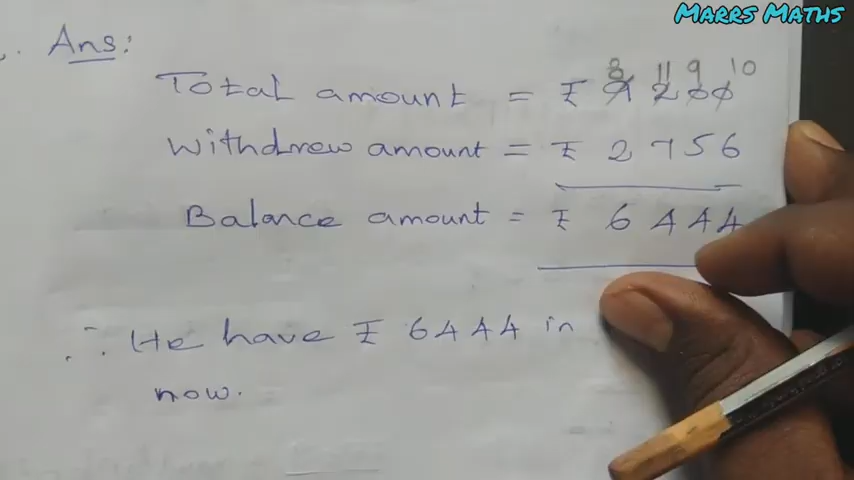 MARRS MATHS
∴ Ans:
8 11 9 10
Total amount = ₹ 9200
Withdrew amount = ₹ 2756
Balance amount = ₹ 6444
∴ He have ₹ 6444 in
now.